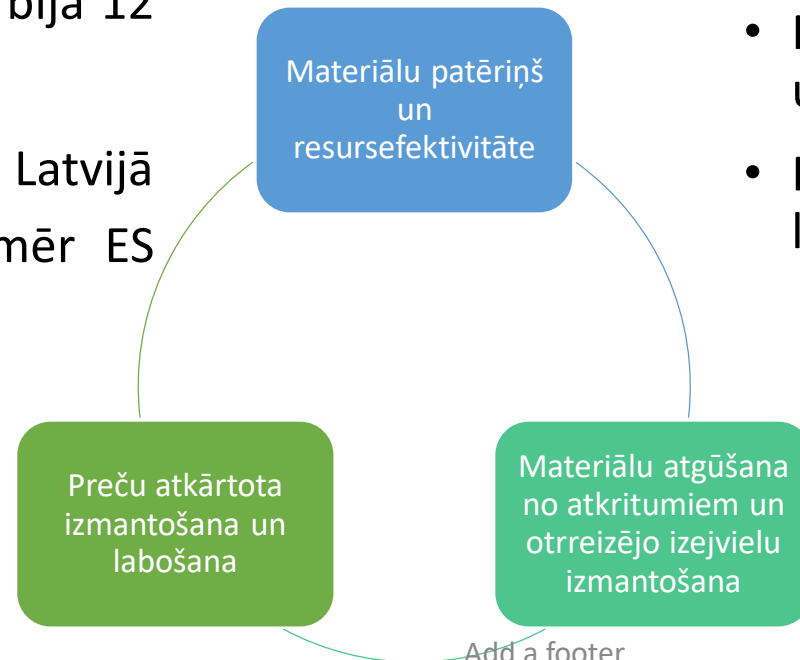 bija 12
Latvijā
ES
Materiālu patēriņš
un
resursefektivitāte
Preču atkārtota
izmantošana un
labošana
Materiālu atgūšana
no atkritumiem un
otrreizējo izejvielu
izmantošana
Add a footer